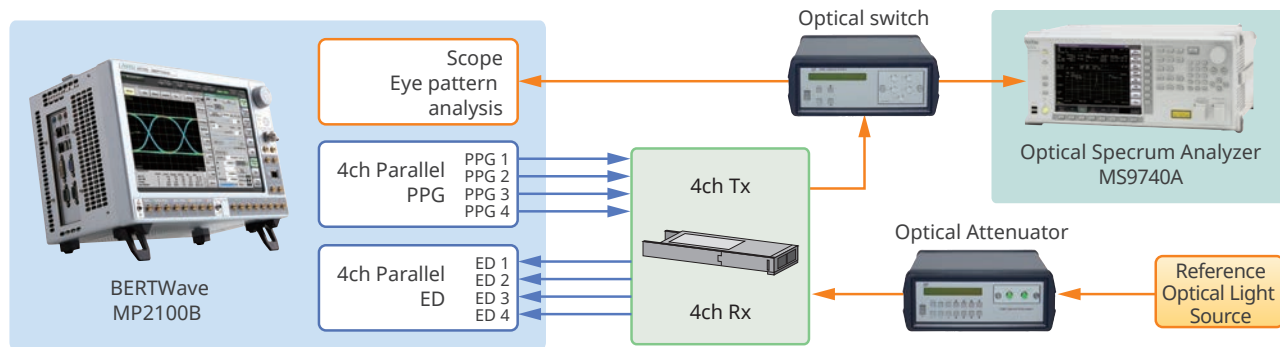 Optical switch
Scope
Eye pattern
analysis
4ch Parallel
PPG
PPG 1
PPG 2
PPG 3
PPG 4
4ch Tx
Optical Specrum Analyzer
MS9740A
4ch Parallel
ED
ED 1
ED 2
ED 3
ED 4
4ch Rx
Optical Attenuator
Reference
Optical Light
Source
BERTWave
MP2100B